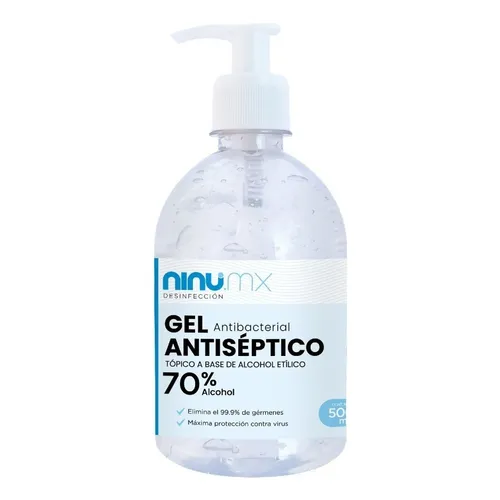 ninu.mx
DESINFECCIÓN
GEL Antibacterial
ANTISÉPTICO
TÓPICO A BASE DE ALCOHOL ETÍLICO
70%
Alcohol
Elimina el 99.9% de gérmenes
Máxima protección contra virus